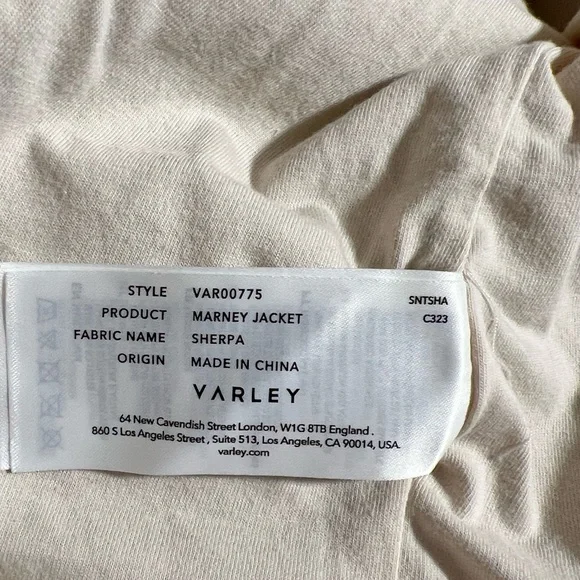 STYLE VAR00775
PRODUCT MARNEY JACKET
FABRIC NAME SHERPA
ORIGIN MADE IN CHINA
SNTSHA
C323
VARLEY
64 New Cavendish Street London, W1G 8TB England .
860 S Los Angeles Street , Suite 513, Los Angeles, CA 90014, USA.
varley.com